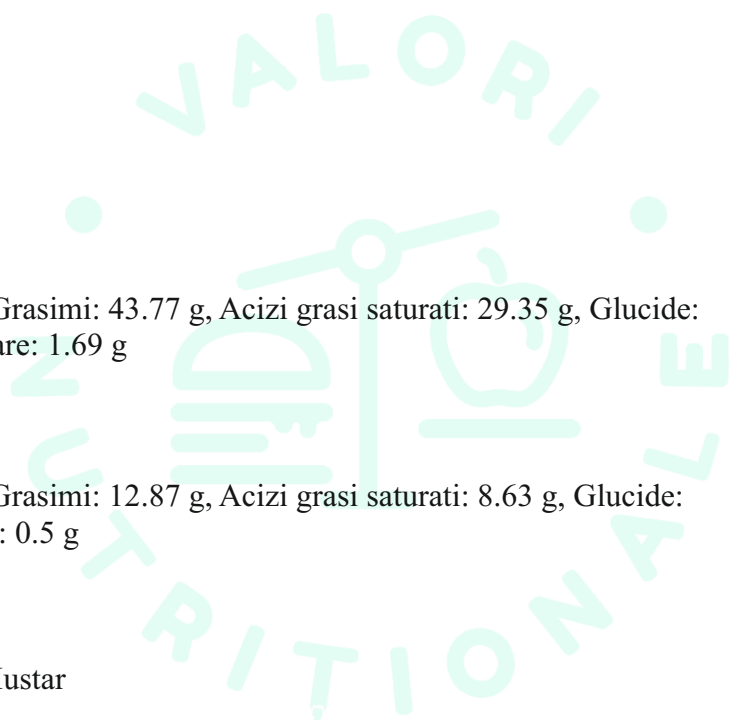 VALORI
Grasimi: 43.77 g, Acizi grasi saturati: 29.35 g, Glucide:
are: 1.69 g
Grasimi: 12.87 g, Acizi grasi saturati: 8.63 g, Glucide:
: 0.5 g
ustar
NUTRITIONALE